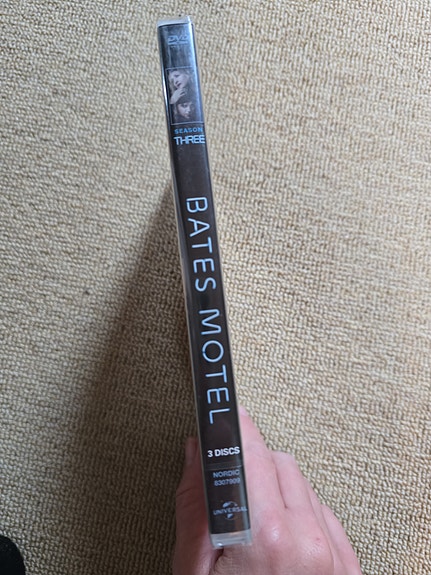 DVD
SEASON
THREE
BATES MOTEL
3 DISCS
NORDIC
8307909
UNIVERSAL